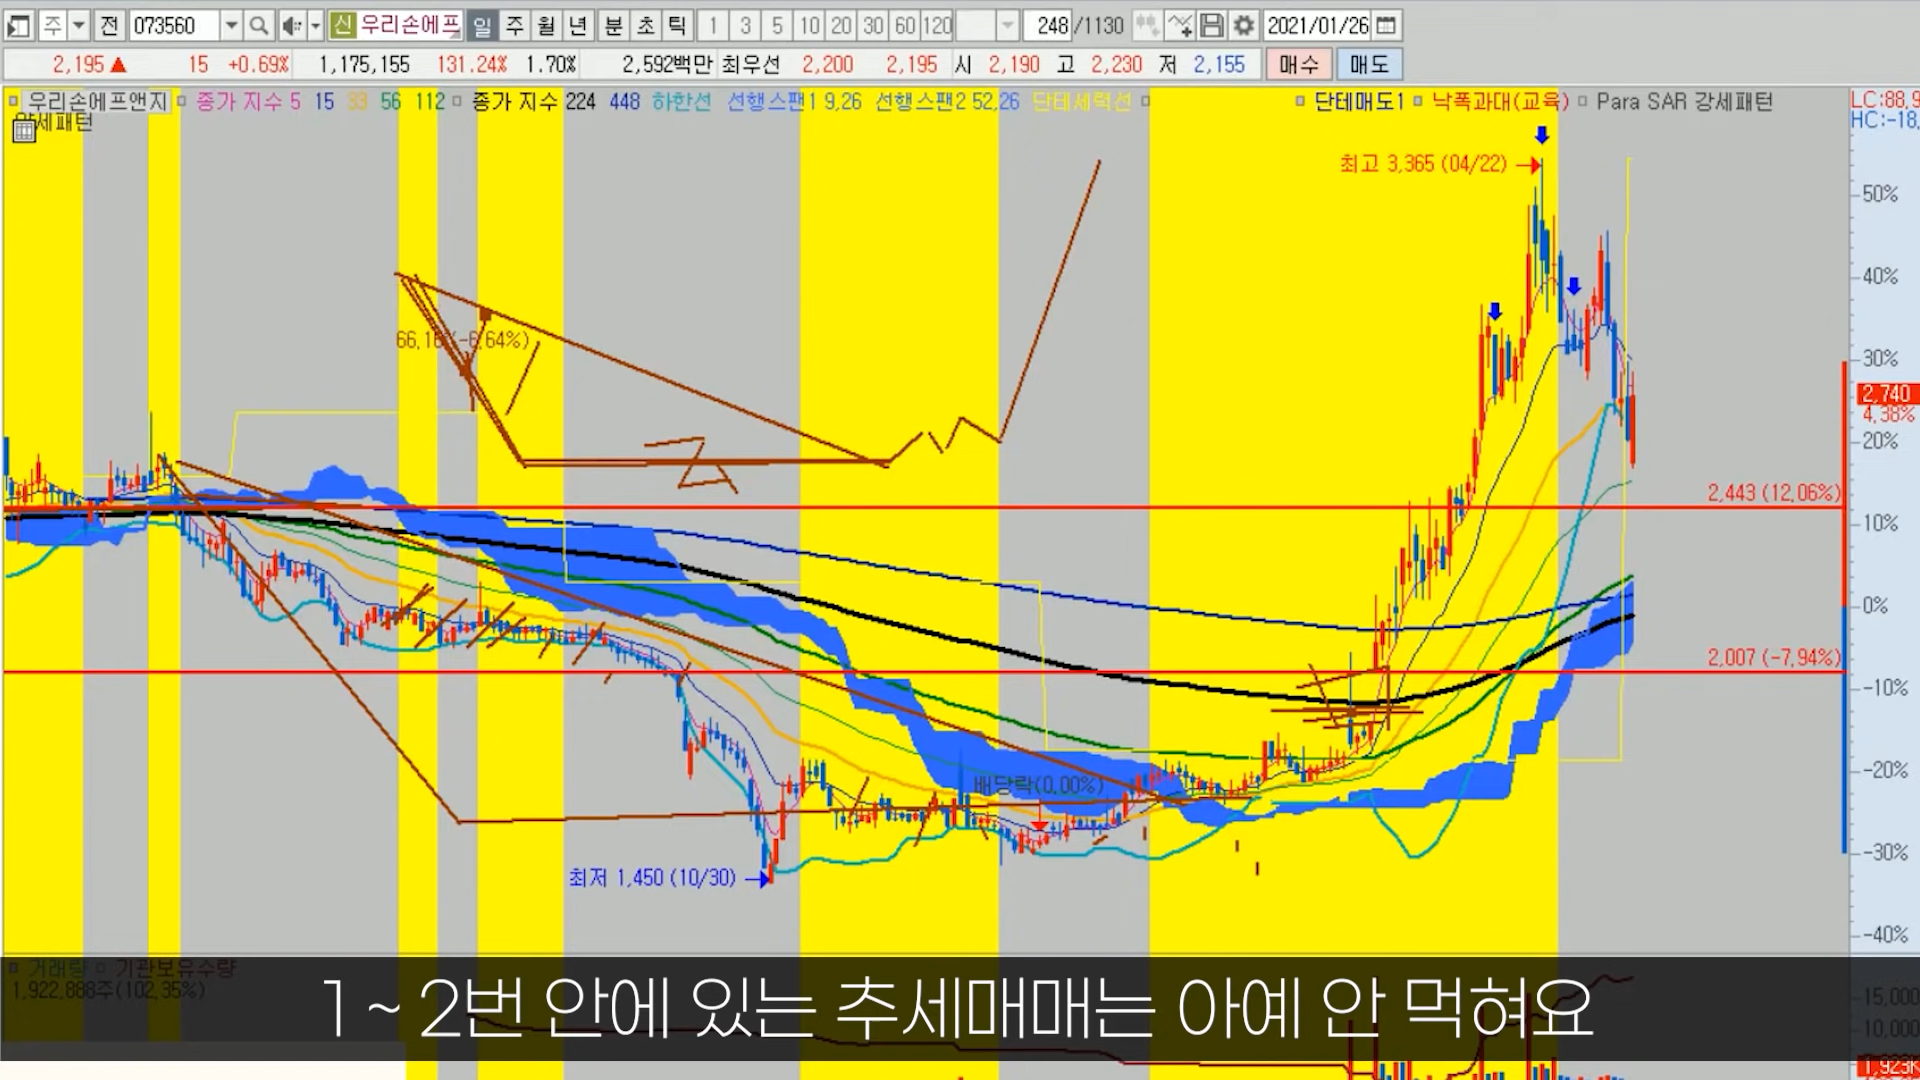 주 전 073560 신 우리손에프 일 주 월 년 분 초 틱 1 3 5 10 20 30 60 120 248 /1130 2021/01/26
2,195 ▲ 15 +0.69% 1,175,155 131.24% 1.70% 2,592백만 최우선 2,200 2,195 시 2,190 고 2,230 저 2,155 매수 매도
우리손에프앤지 종가 지수 5 15 33 56 112 종가 지수 224 448 하한선 선행스팬1 9,26 선행스팬2 52,26 단테세력선 단테매도1 낙폭과대(교육) Para SAR 강세패턴
약세패턴
LC:88,9
HC:-18,
최고 3,365 (04/22)
50%
40%
66,16 (-6,64%)
30%
2,740
4,38%
20%
2,443 (12,06%)
10%
0%
2,007 (-7,94%)
-10%
-20%
배당락(0,00%)
-30%
최저 1,450 (10/30)
-40%
거래량 기관보유수량
1,922,888주(102,35%)
1 ~ 2번 안에 있는 추세매매는 아예 안 먹혀요
15,000
10,000
1,923K